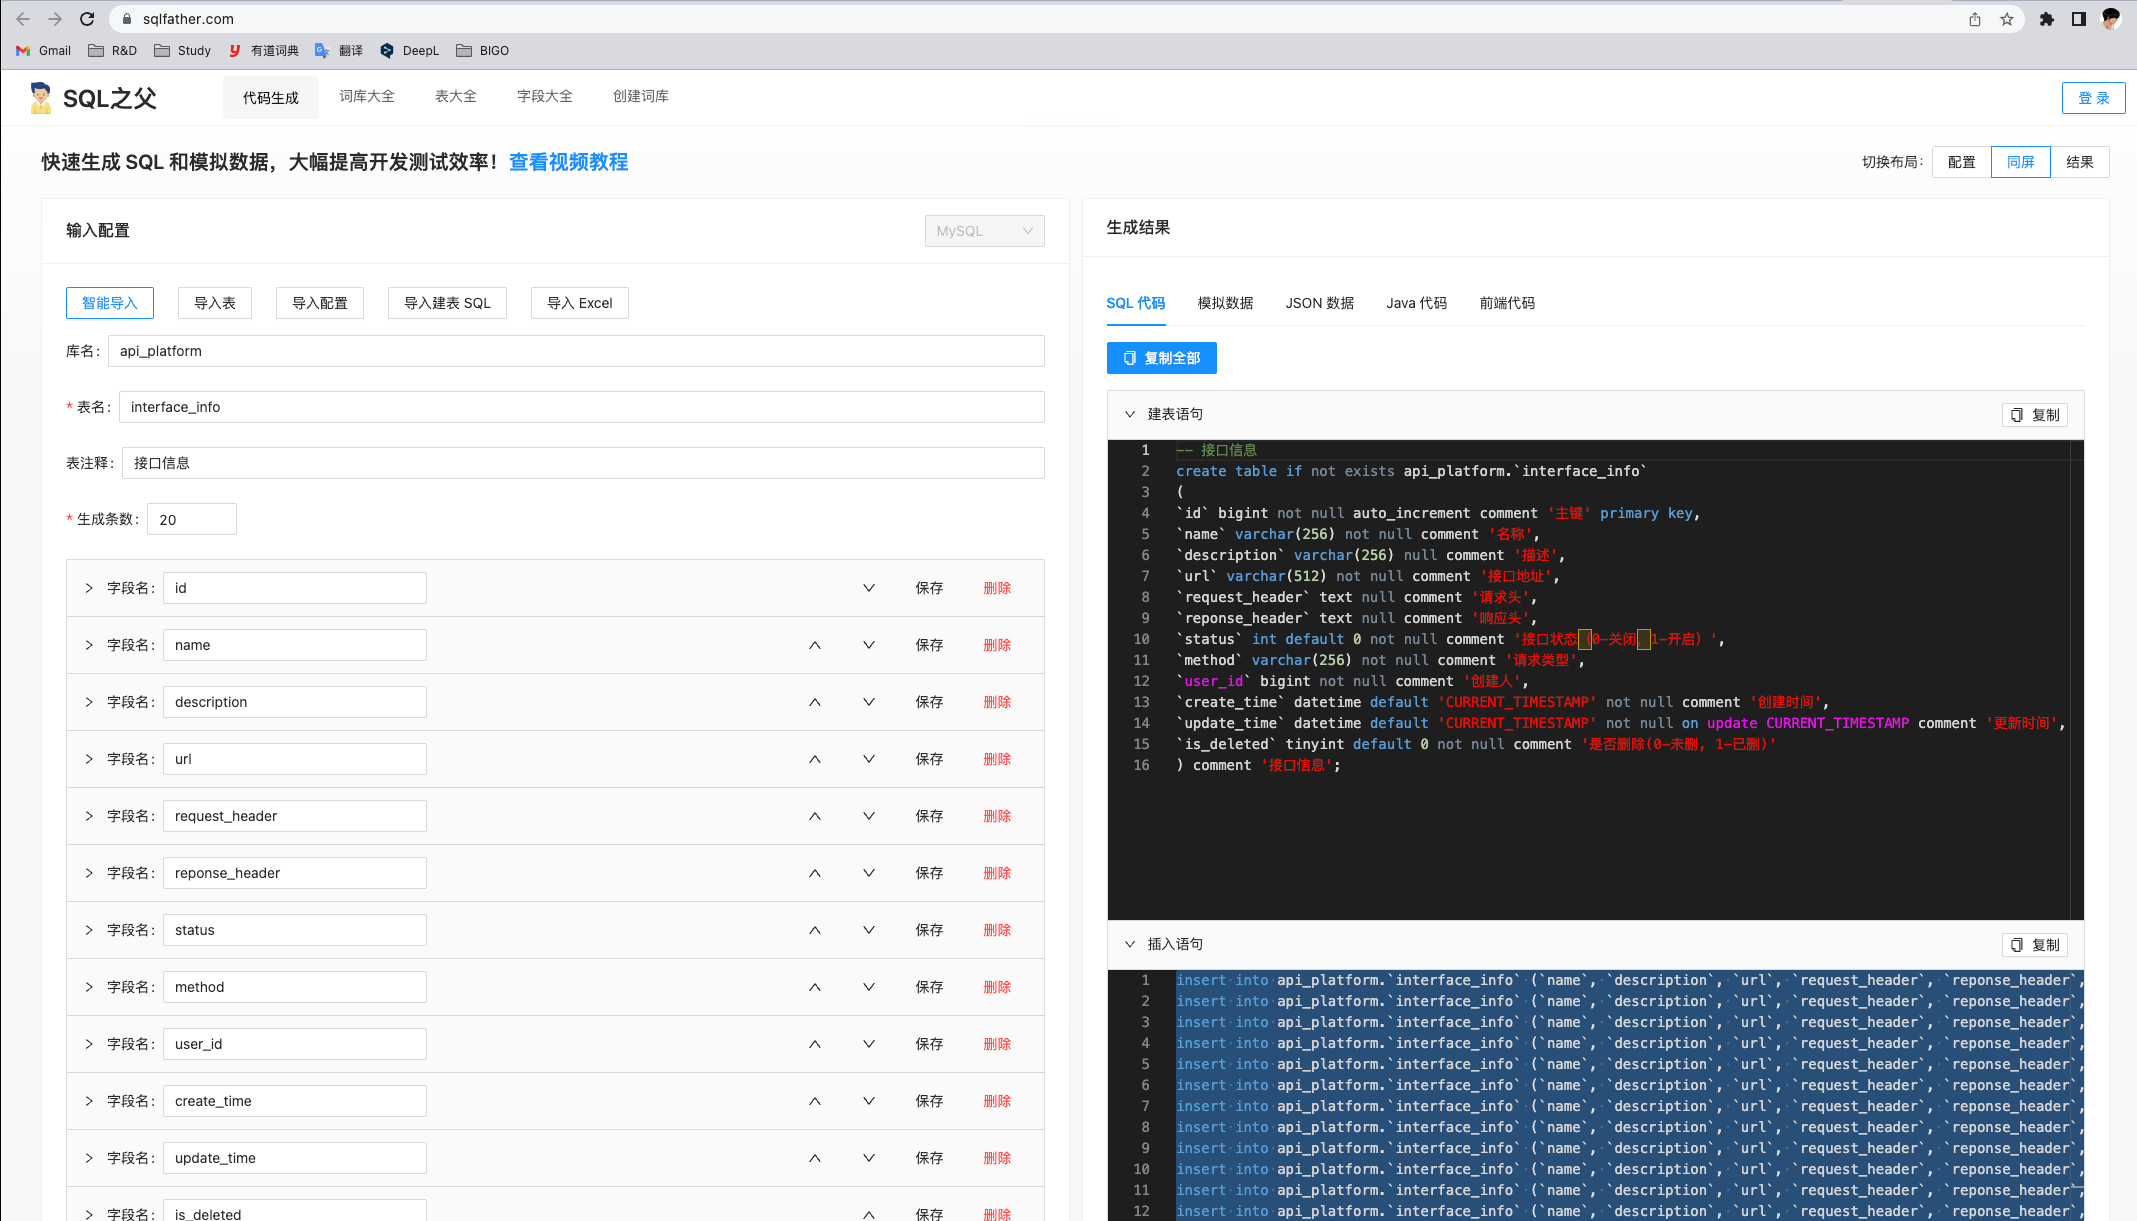 sqlfather.com
Gmail R&D Study 有道词典 翻译 DeepL BIGO
SQL之父 代码生成 词库大全 表大全 字段大全 创建词库 登 录
快速生成 SQL 和模拟数据，大幅提高开发测试效率！查看视频教程 切换布局： 配置 同屏 结果
输入配置 MySQL
智能导入 导入表 导入配置 导入建表 SQL 导入 Excel
库名： api_platform
* 表名： interface_info
表注释： 接口信息
* 生成条数： 20
字段名： id 保存 删除
字段名： name 保存 删除
字段名： description 保存 删除
字段名： url 保存 删除
字段名： request_header 保存 删除
字段名： reponse_header 保存 删除
字段名： status 保存 删除
字段名： method 保存 删除
字段名： user_id 保存 删除
字段名： create_time 保存 删除
字段名： update_time 保存 删除
字段名： is_deleted 保存 删除
生成结果
SQL 代码 模拟数据 JSON 数据 Java 代码 前端代码
复制全部
建表语句 复制
1 -- 接口信息
2 create table if not exists api_platform.`interface_info`
3 (
4 `id` bigint not null auto_increment comment '主键' primary key,
5 `name` varchar(256) not null comment '名称',
6 `description` varchar(256) null comment '描述',
7 `url` varchar(512) not null comment '接口地址',
8 `request_header` text null comment '请求头',
9 `reponse_header` text null comment '响应头',
10 `status` int default 0 not null comment '接口状态（0-关闭，1-开启）',
11 `method` varchar(256) not null comment '请求类型',
12 `user_id` bigint not null comment '创建人',
13 `create_time` datetime default 'CURRENT_TIMESTAMP' not null comment '创建时间',
14 `update_time` datetime default 'CURRENT_TIMESTAMP' not null on update CURRENT_TIMESTAMP comment '更新时间',
15 `is_deleted` tinyint default 0 not null comment '是否删除(0-未删, 1-已删)'
16 ) comment '接口信息';
插入语句 复制
1 insert into api_platform.`interface_info` (`name`, `description`, `url`, `request_header`, `reponse_header`,
2 insert into api_platform.`interface_info` (`name`, `description`, `url`, `request_header`, `reponse_header`,
3 insert into api_platform.`interface_info` (`name`, `description`, `url`, `request_header`, `reponse_header`,
4 insert into api_platform.`interface_info` (`name`, `description`, `url`, `request_header`, `reponse_header`,
5 insert into api_platform.`interface_info` (`name`, `description`, `url`, `request_header`, `reponse_header`,
6 insert into api_platform.`interface_info` (`name`, `description`, `url`, `request_header`, `reponse_header`,
7 insert into api_platform.`interface_info` (`name`, `description`, `url`, `request_header`, `reponse_header`,
8 insert into api_platform.`interface_info` (`name`, `description`, `url`, `request_header`, `reponse_header`,
9 insert into api_platform.`interface_info` (`name`, `description`, `url`, `request_header`, `reponse_header`,
10 insert into api_platform.`interface_info` (`name`, `description`, `url`, `request_header`, `reponse_header`,
11 insert into api_platform.`interface_info` (`name`, `description`, `url`, `request_header`, `reponse_header`,
12 insert into api_platform.`interface_info` (`name`, `description`, `url`, `request_header`, `reponse_header`,